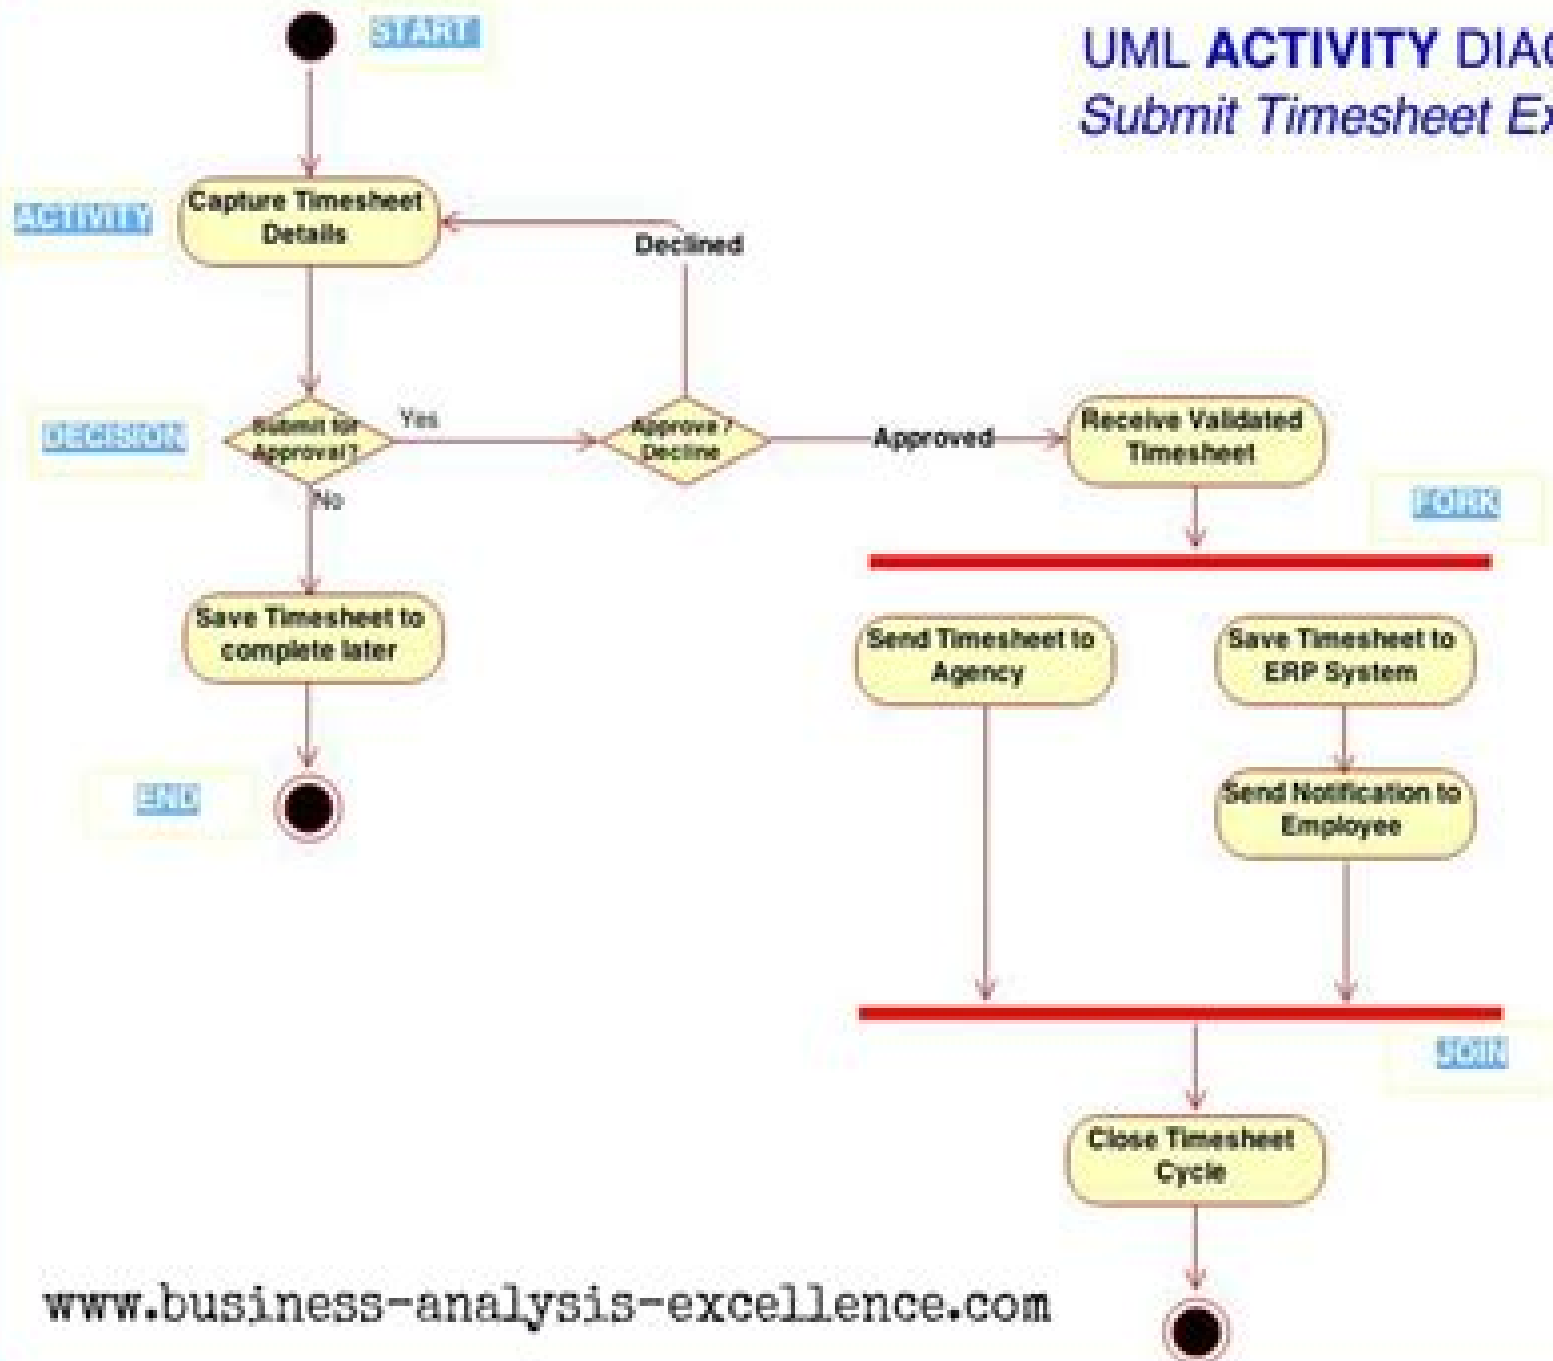 START
UML ACTIVITY
Submit Timesheet
ACTIVITY
Capture Timesheet
Details
Declined
DECISION
Submit for
Approval?
Yes
Approve /
Decline
Approved
Receive Validated
Timesheet
No
FORK
Save Timesheet to
complete later
Send Timesheet to
Agency
Save Timesheet to
ERP System
END
Send Notification to
Employee
JOIN
Close Timesheet
Cycle
www.business-analysis-excellence.com